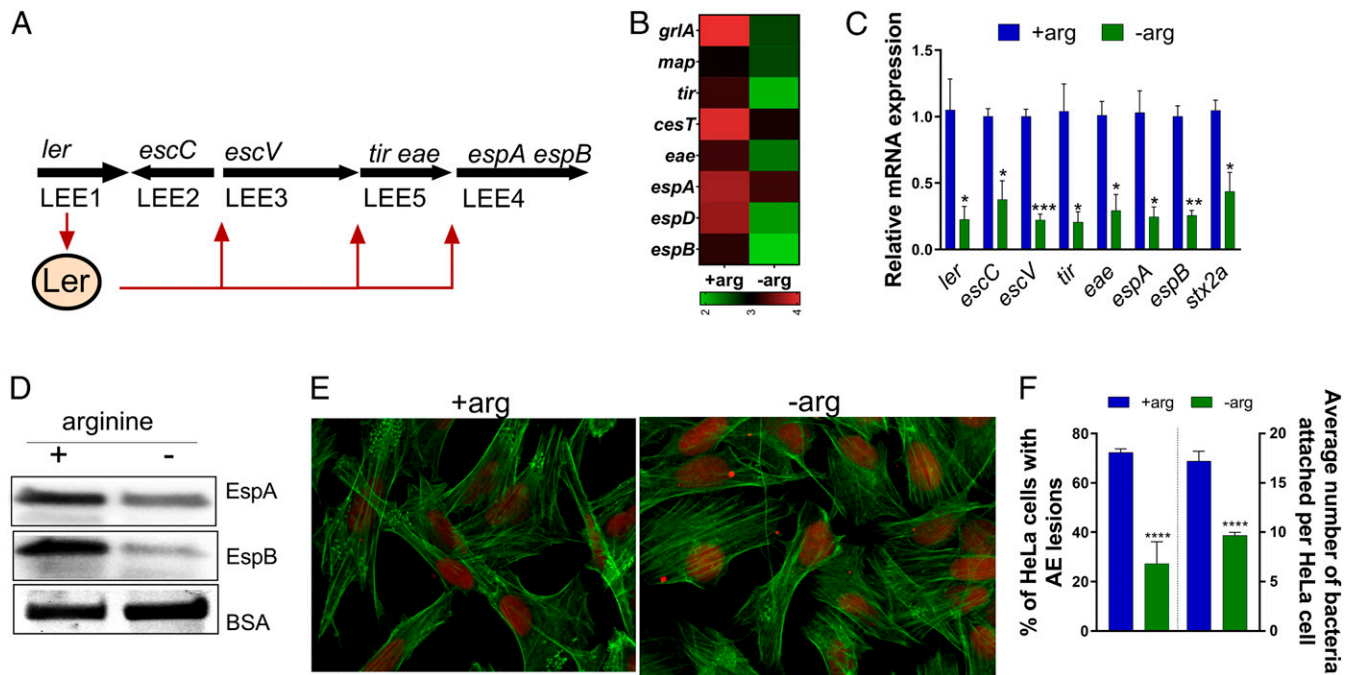 A
ler escC escV tir eae espA espB
LEE1 LEE2 LEE3 LEE5 LEE4
Ler
B
grlA
map
tir
cesT
eae
espA
espD
espB
+arg -arg
2 3 4
C
+arg -arg
Relative mRNA expression
1.5
1.0
0.5
0.0
* * *** * * * ** *
ler escC escV tir eae espA espB stx2a
D
arginine
+ -
EspA
EspB
BSA
E
+arg -arg
F
+arg -arg
% of HeLa cells with
AE lesions
80
60
40
20
0
**** ****
20
15
10
5
0
Average number of bacteria
attached per HeLa cell